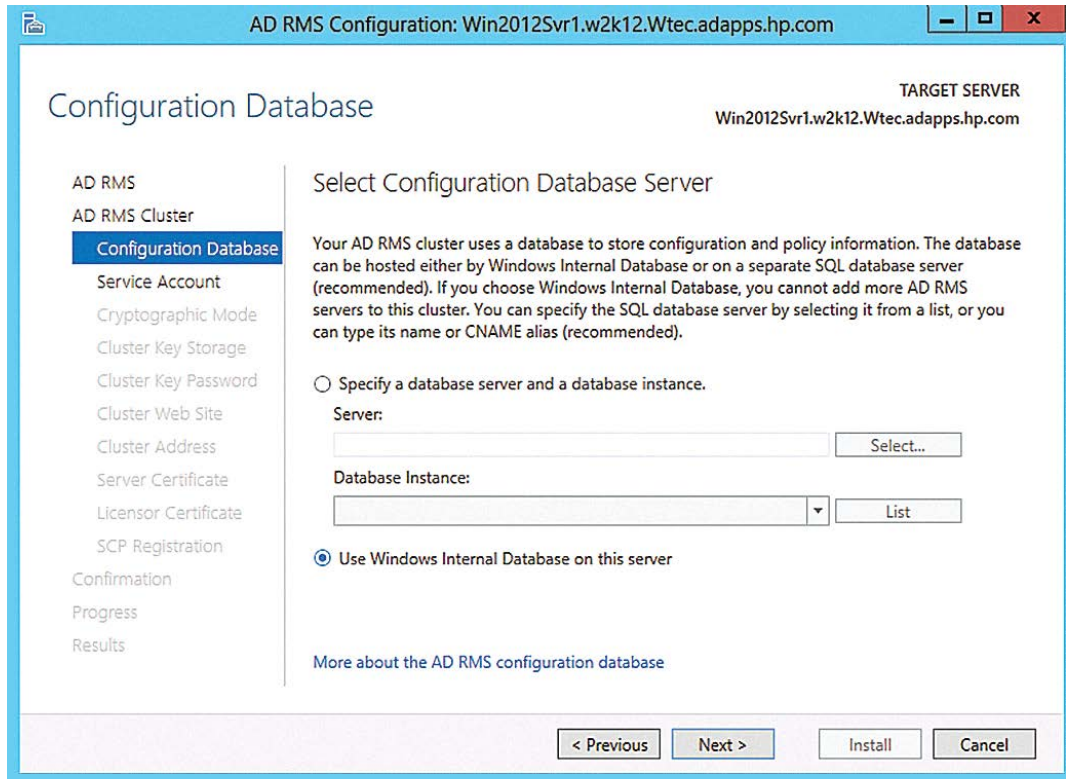 AD RMS Configuration: Win2012Svr1.w2k12.Wtec.adapps.hp.com
x
Configuration Database
TARGET SERVER
Win2012Svr1.w2k12.Wtec.adapps.hp.com
AD RMS
AD RMS Cluster
Configuration Database
Service Account
Cryptographic Mode
Cluster Key Storage
Cluster Key Password
Cluster Web Site
Cluster Address
Server Certificate
Licensor Certificate
SCP Registration
Confirmation
Progress
Results
Select Configuration Database Server
Your AD RMS cluster uses a database to store configuration and policy information. The database
can be hosted either by Windows Internal Database or on a separate SQL database server
(recommended). If you choose Windows Internal Database, you cannot add more AD RMS
servers to this cluster. You can specify the SQL database server by selecting it from a list, or you
can type its name or CNAME alias (recommended).
Specify a database server and a database instance.
Server:
Select...
Database Instance:
List
Use Windows Internal Database on this server
More about the AD RMS configuration database
< Previous
Next >
Install
Cancel